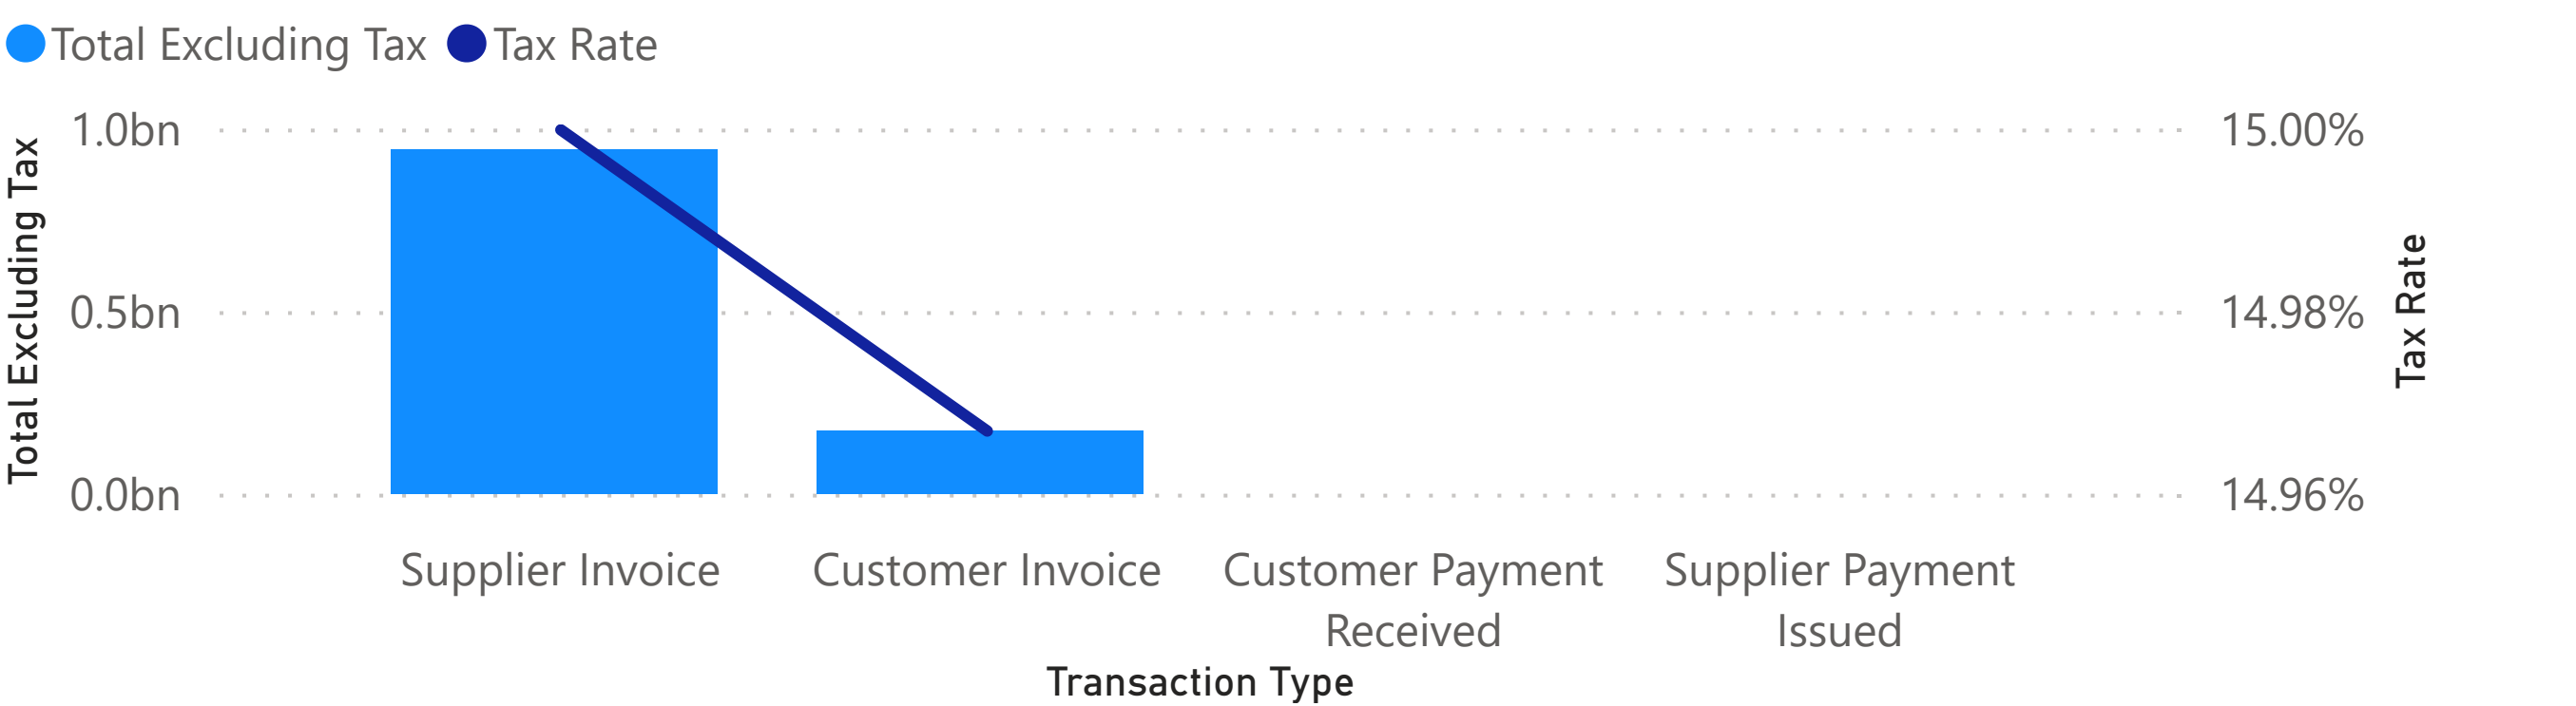 Total Excluding Tax Tax Rate
Total Excluding Tax
1.0bn
0.5bn
0.0bn
15.00%
14.98%
14.96%
Tax Rate
Supplier Invoice
Customer Invoice
Customer Payment
Received
Supplier Payment
Issued
Transaction Type